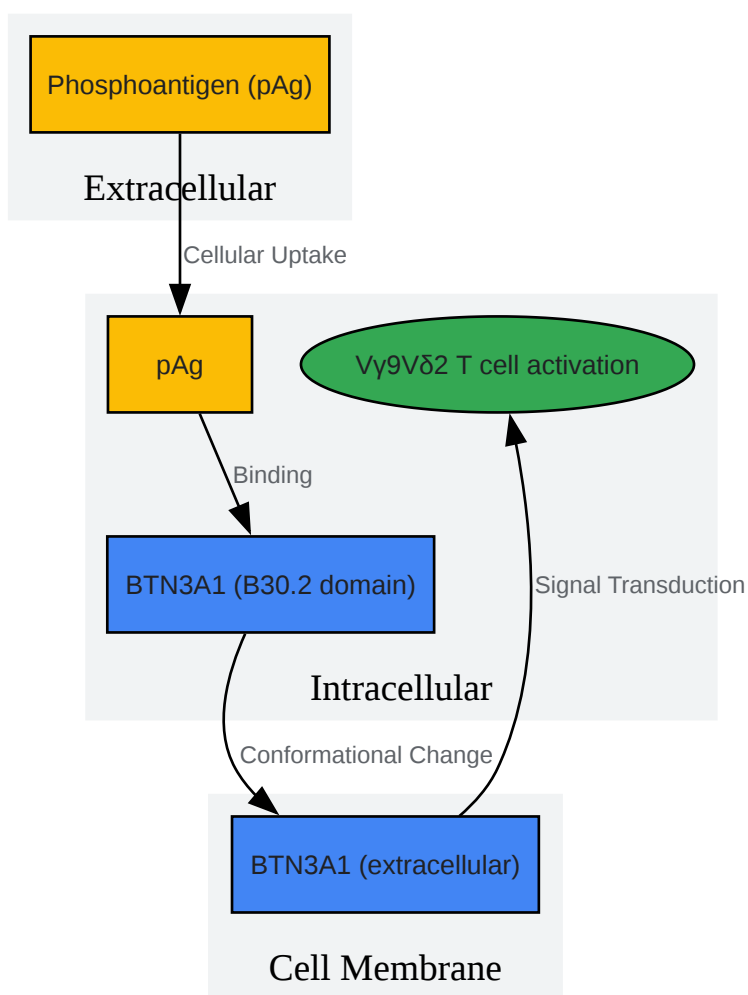 Phosphoantigen (pAg)
Extracellular
Cellular Uptake
pAg
Vγ9Vδ2 T cell activation
Binding
BTN3A1 (B30.2 domain)
Signal Transduction
Intracellular
Conformational Change
BTN3A1 (extracellular)
Cell Membrane